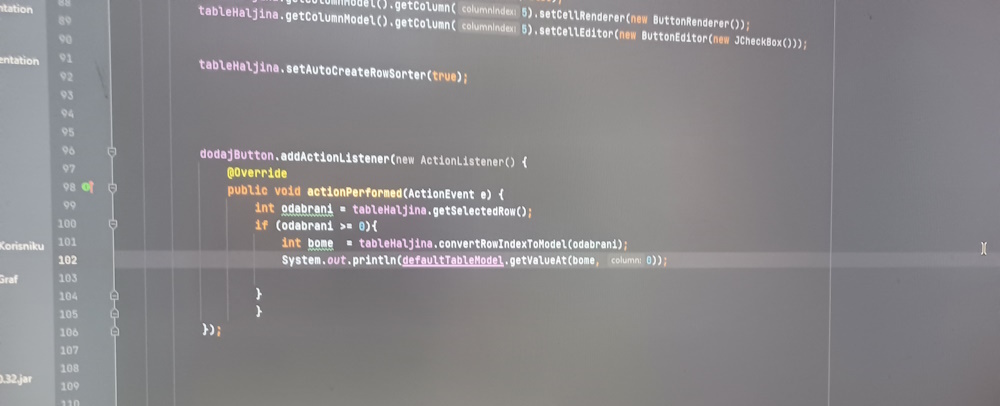 ntation
88
89 tableHaljina.getColumnModel().getColumn( columnIndex: 5).setCellRenderer(new ButtonRenderer());
90 tableHaljina.getColumnModel().getColumn( columnIndex: 5).setCellEditor(new ButtonEditor(new JCheckBox()));
entation
91
92 tableHaljina.setAutoCreateRowSorter(true);
93
94
95
96 dodajButton.addActionListener(new ActionListener() {
97 @Override
98 public void actionPerformed(ActionEvent e) {
99 int odabrani = tableHaljina.getSelectedRow();
100 if (odabrani >= 0){
Korisniku
101 int bome = tableHaljina.convertRowIndexToModel(odabrani);
102 System.out.println(defaultTableModel.getValueAt(bome, column: 0));
Graf
103
104 }
105 }
106 });
107
108
0.32.jar
109
110